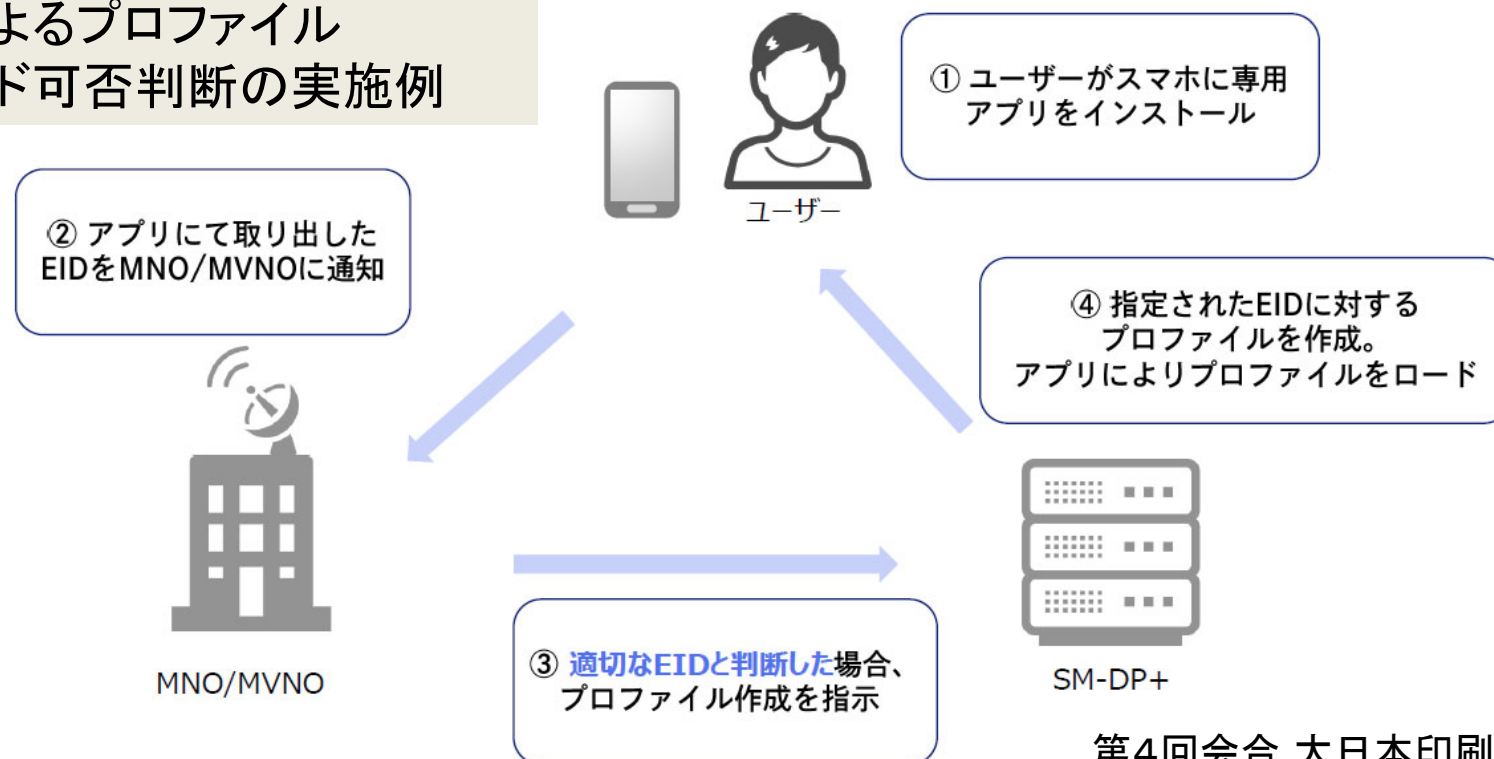 よるプロファイル
ド可否判断の実施例
① ユーザーがスマホに専用
アプリをインストール
ユーザー
② アプリにて取り出した
EIDをMNO/MVNOに通知
④ 指定されたEIDに対する
プロファイルを作成。
アプリによりプロファイルをロード
MNO/MVNO
③ 適切なEIDと判断した場合、
プロファイル作成を指示
SM-DP+
第4回会合 大日本印刷